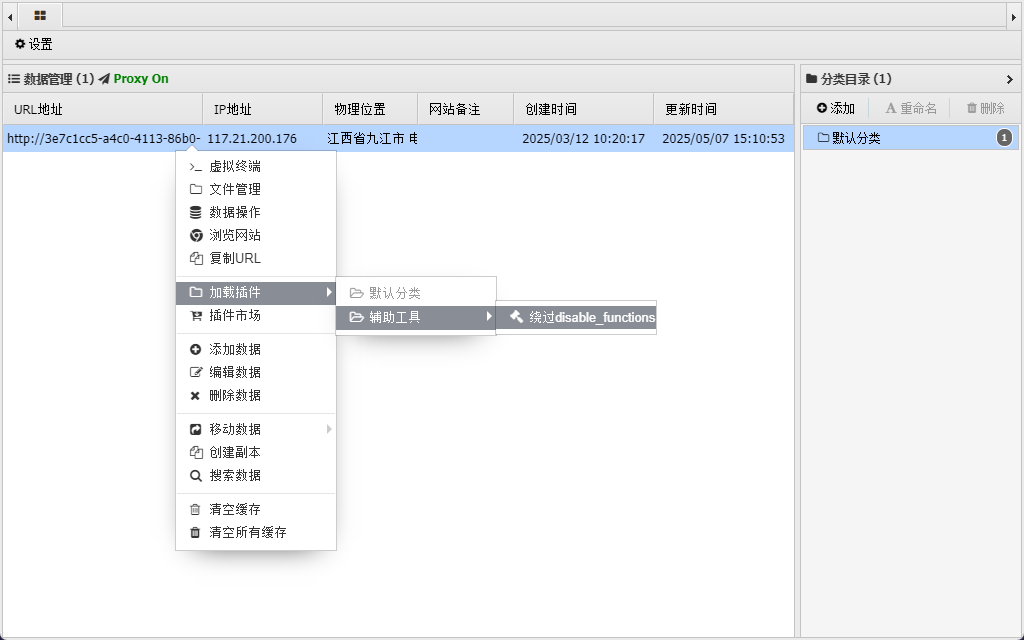 设置
数据管理 (1) Proxy On
URL地址 IP地址 物理位置 网站备注 创建时间 更新时间
http://3e7c1cc5-a4c0-4113-86b0- 117.21.200.176 江西省九江市 电 2025/03/12 10:20:17 2025/05/07 15:10:53
虚拟终端
文件管理
数据操作
浏览网站
复制URL
加载插件
插件市场
添加数据
编辑数据
删除数据
移动数据
创建副本
搜索数据
清空缓存
清空所有缓存
默认分类
辅助工具
绕过disable_functions
分类目录 (1)
添加 重命名 删除
默认分类 1